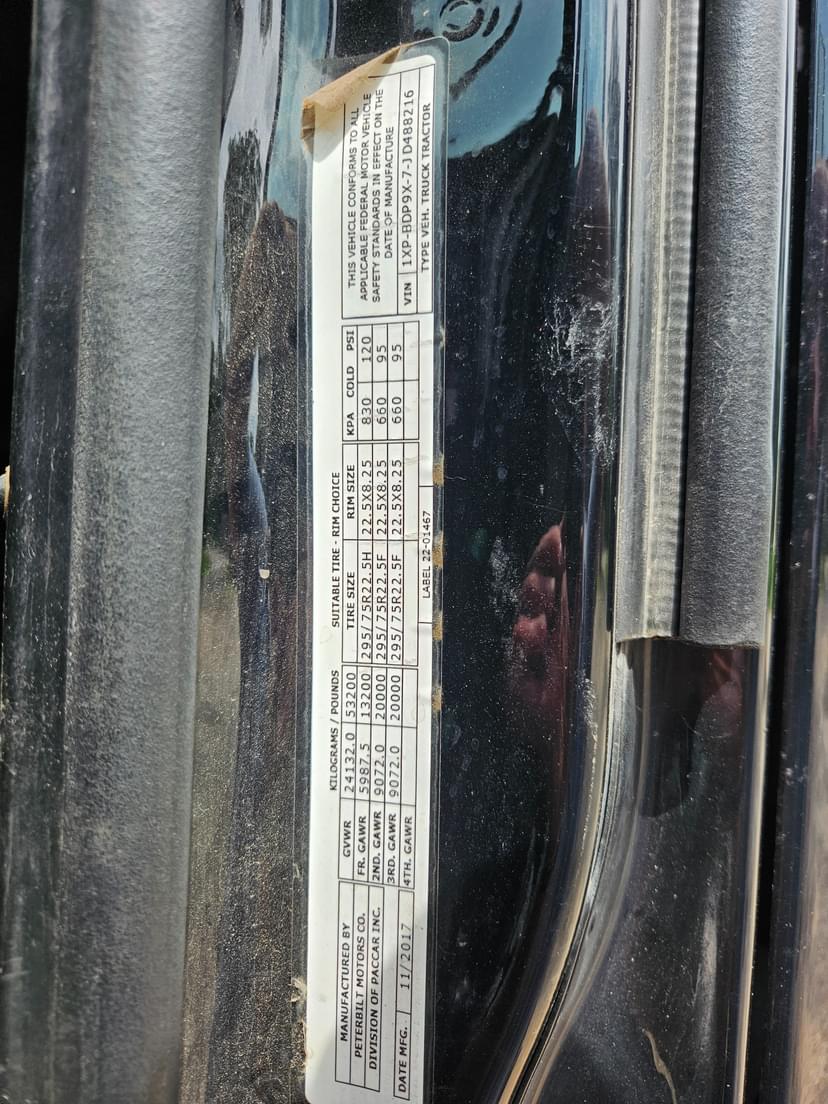 MANUFACTURED BY
PETERBILT MOTORS CO.
DIVISION OF PACCAR INC.
DATE MFG. 11/2017
KILOGRAMS / POUNDS
GVWR 24132.0 53200
FR. GAWR 5987.5 13200
2ND. GAWR 9072.0 20000
3RD. GAWR 9072.0 20000
4TH. GAWR
SUITABLE TIRE - RIM CHOICE
TIRE SIZE RIM SIZE KPA COLD PSI
295/75R22.5H 22.5X8.25 830 120
295/75R22.5F 22.5X8.25 660 95
295/75R22.5F 22.5X8.25 660 95
LABEL 22-01467
THIS VEHICLE CONFORMS TO ALL
APPLICABLE FEDERAL MOTOR VEHICLE
SAFETY STANDARDS IN EFFECT ON THE
DATE OF MANUFACTURE
VIN 1XP-BDP9X-7-JD488216
TYPE VEH. TRUCK TRACTOR